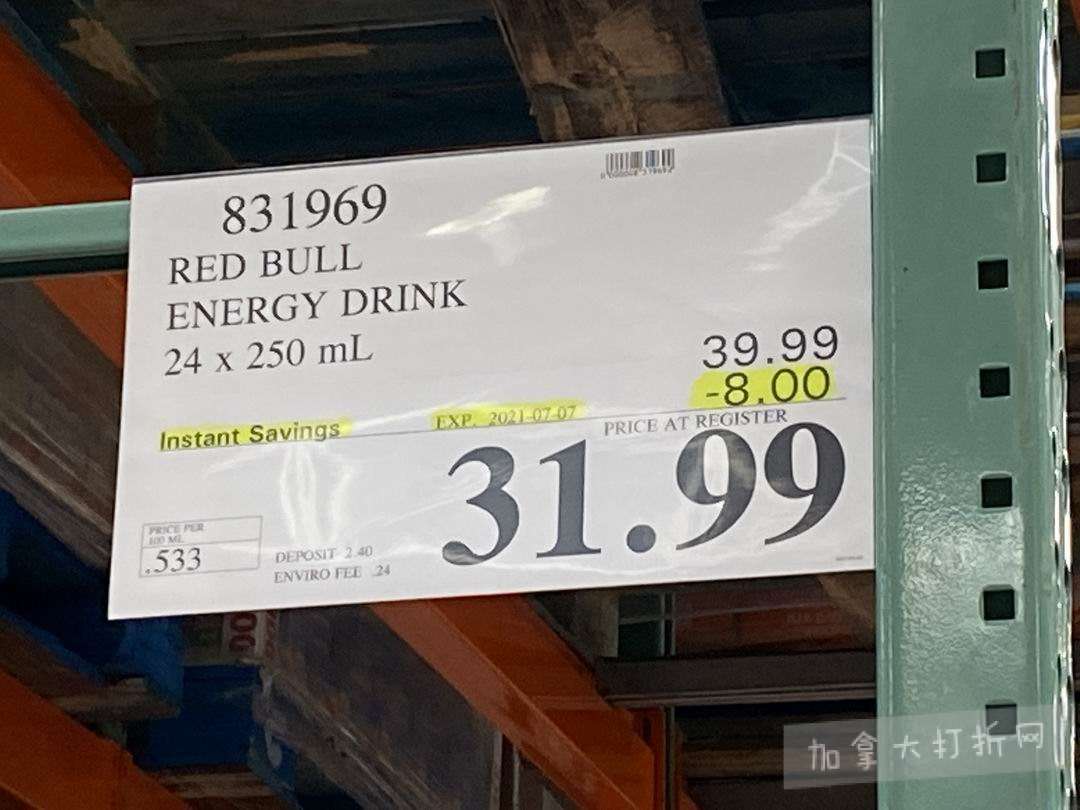 831969
RED BULL
ENERGY DRINK
24 x 250 mL
39.99
-8.00
Instant Savings
EXP. 2021-07-07
PRICE AT REGISTER
31.99
PRICE PER
100 ML
.533
DEPOSIT 2.40
ENVIRO FEE .24
加拿大打折网